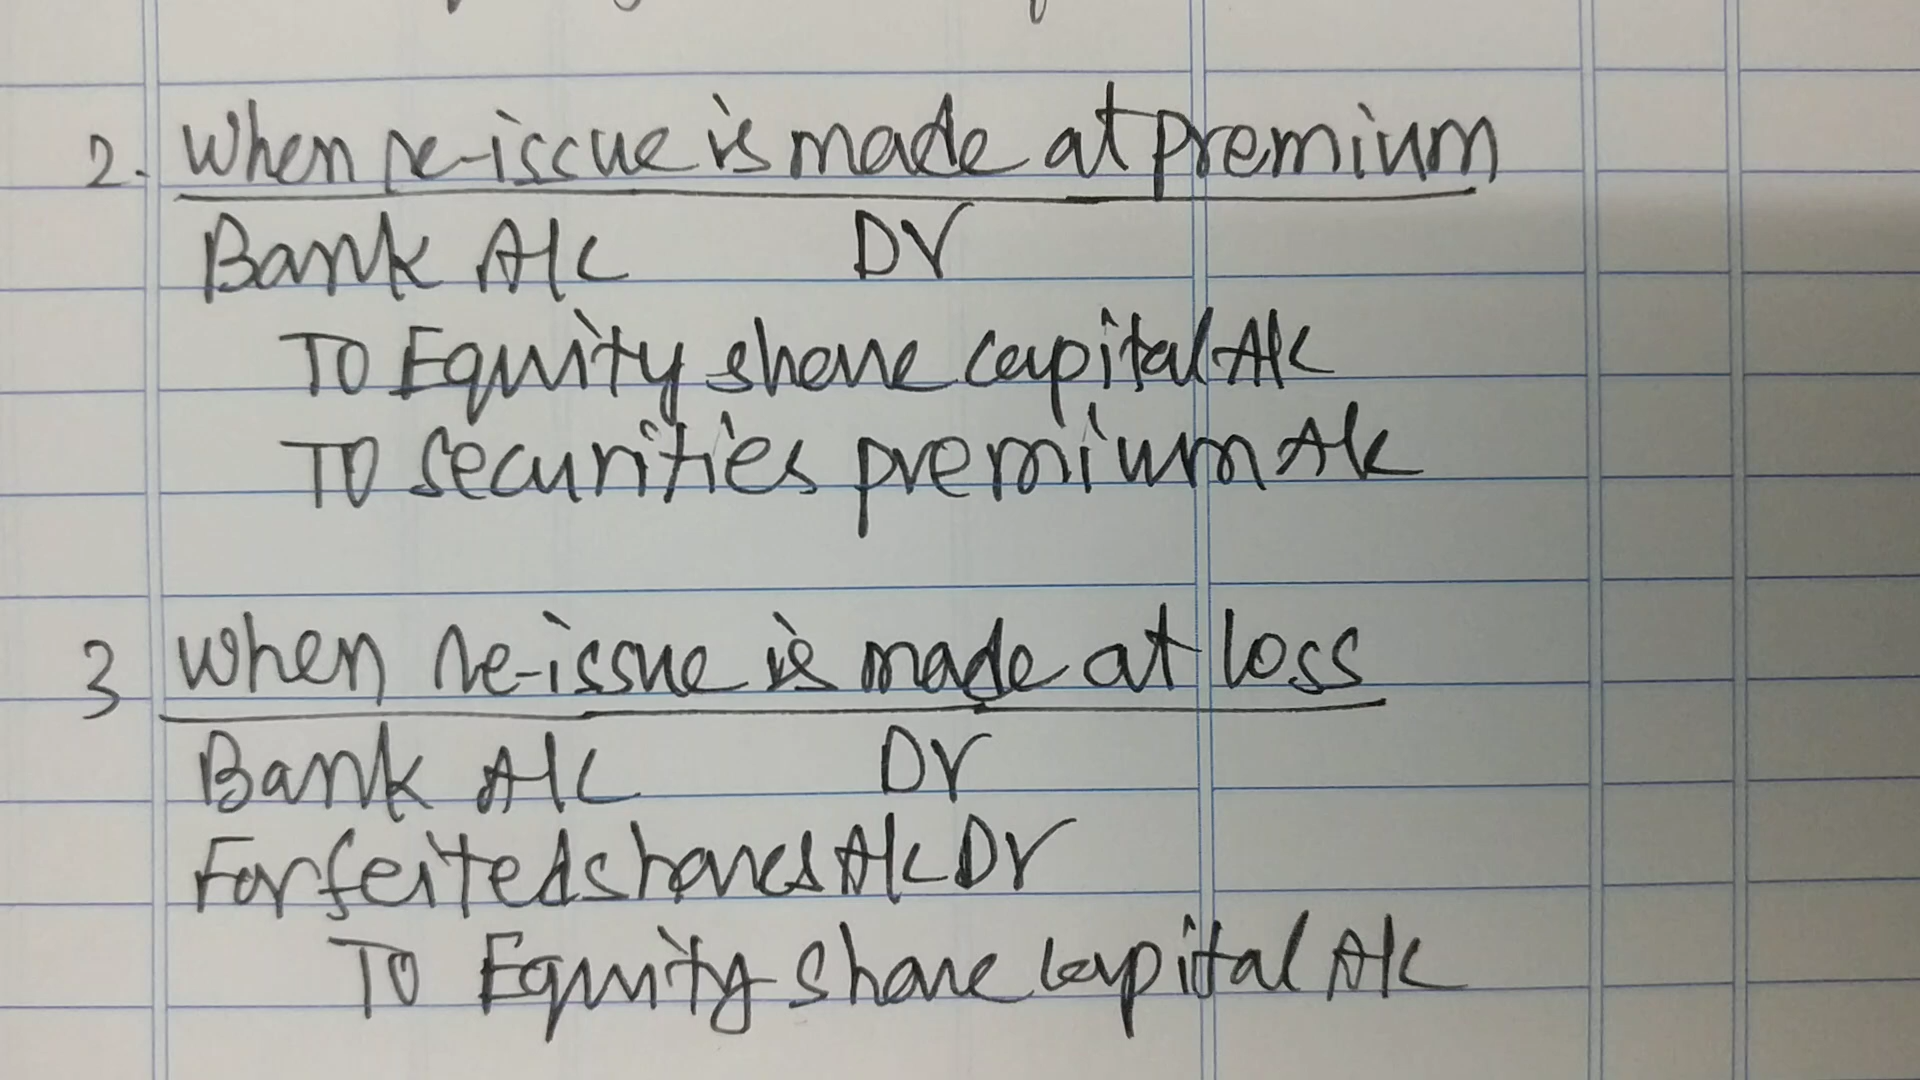 2. When re-issue is made at premium
Bank A/c Dr
To Equity share capital A/c
To securities premium A/c
3 When re-issue is made at loss
Bank A/c Dr
Forfeited shares A/c Dr
To Equity share capital A/c